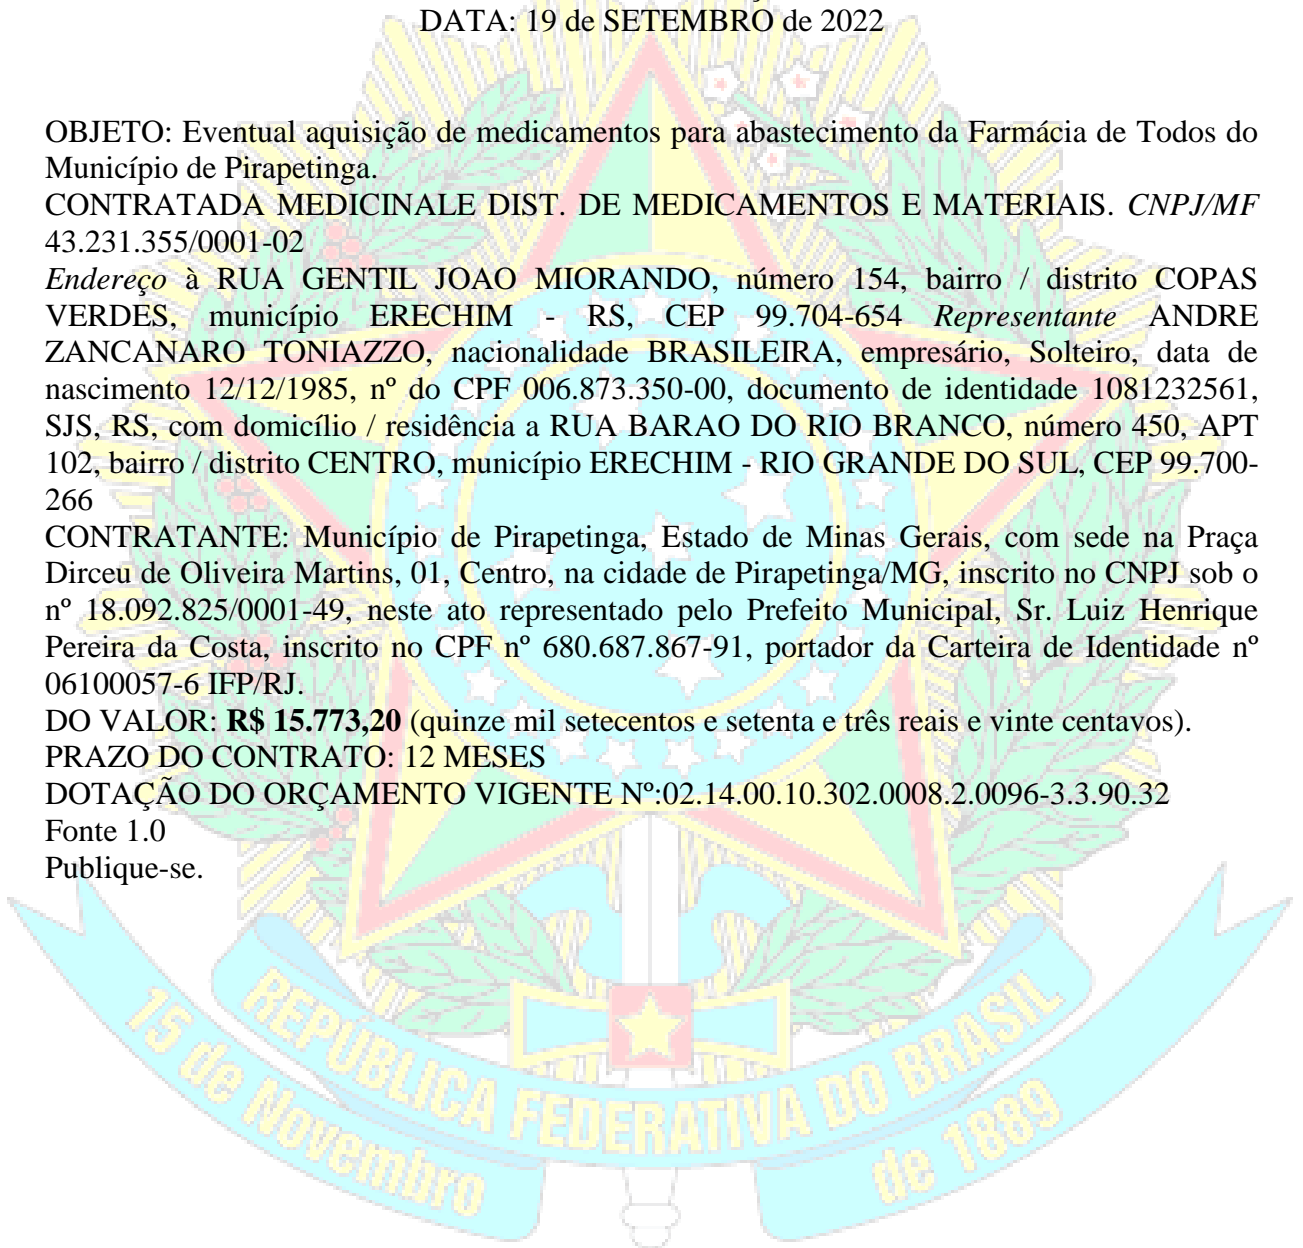 DATA: 19 de SETEMBRO de 2022
OBJETO: Eventual aquisição de medicamentos para abastecimento da Farmácia de Todos do
Município de Pirapetinga.
CONTRATADA MEDICINALE DIST. DE MEDICAMENTOS E MATERIAIS. CNPJ/MF
43.231.355/0001-02
Endereço à RUA GENTIL JOAO MIORANDO, número 154, bairro / distrito COPAS
VERDES, município ERECHIM - RS, CEP 99.704-654 Representante ANDRE
ZANCANARO TONIAZZO, nacionalidade BRASILEIRA, empresário, Solteiro, data de
nascimento 12/12/1985, nº do CPF 006.873.350-00, documento de identidade 1081232561,
SJS, RS, com domicílio / residência a RUA BARAO DO RIO BRANCO, número 450, APT
102, bairro / distrito CENTRO, município ERECHIM - RIO GRANDE DO SUL, CEP 99.700-
266
CONTRATANTE: Município de Pirapetinga, Estado de Minas Gerais, com sede na Praça
Dirceu de Oliveira Martins, 01, Centro, na cidade de Pirapetinga/MG, inscrito no CNPJ sob o
nº 18.092.825/0001-49, neste ato representado pelo Prefeito Municipal, Sr. Luiz Henrique
Pereira da Costa, inscrito no CPF nº 680.687.867-91, portador da Carteira de Identidade nº
06100057-6 IFP/RJ.
DO VALOR: R$ 15.773,20 (quinze mil setecentos e setenta e três reais e vinte centavos).
PRAZO DO CONTRATO: 12 MESES
DOTAÇÃO DO ORÇAMENTO VIGENTE Nº:02.14.00.10.302.0008.2.0096-3.3.90.32
Fonte 1.0
Publique-se.
REPÚBLICA FEDERATIVA DO BRASIL
15 de Novembro de 1889